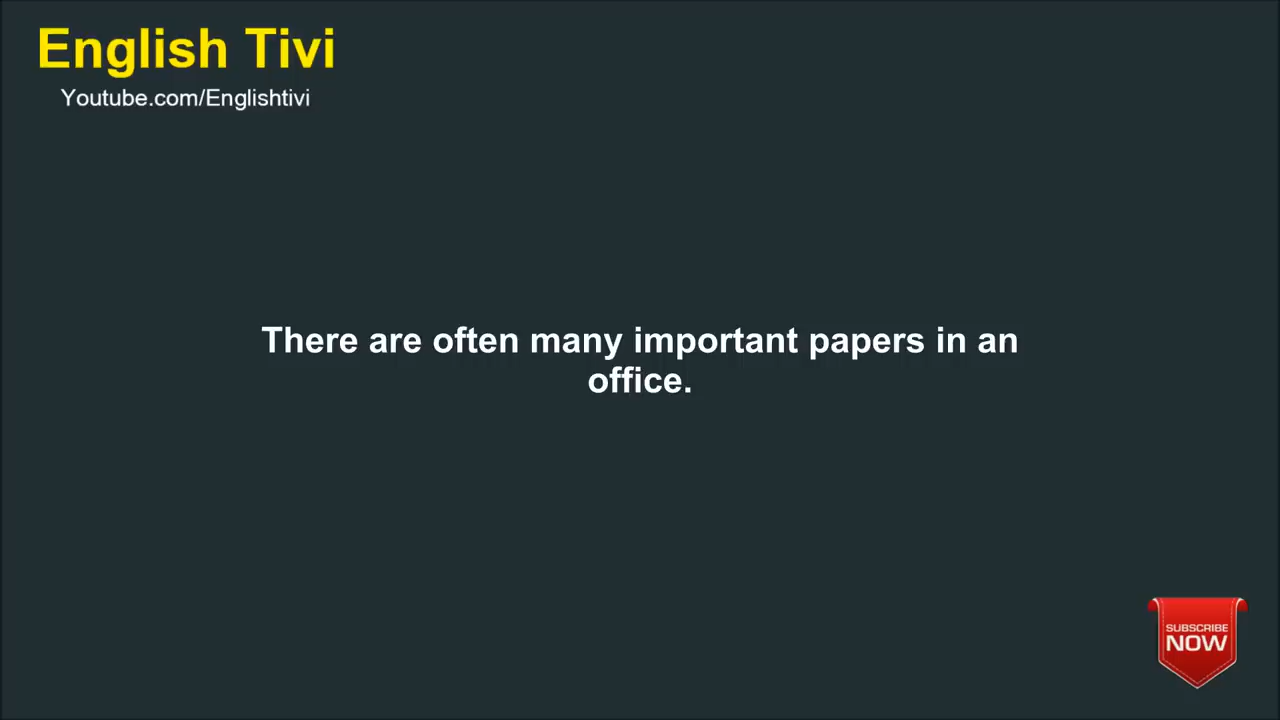 English Tivi
Youtube.com/Englishtivi
There are often many important papers in an
office.
SUBSCRIBE
NOW